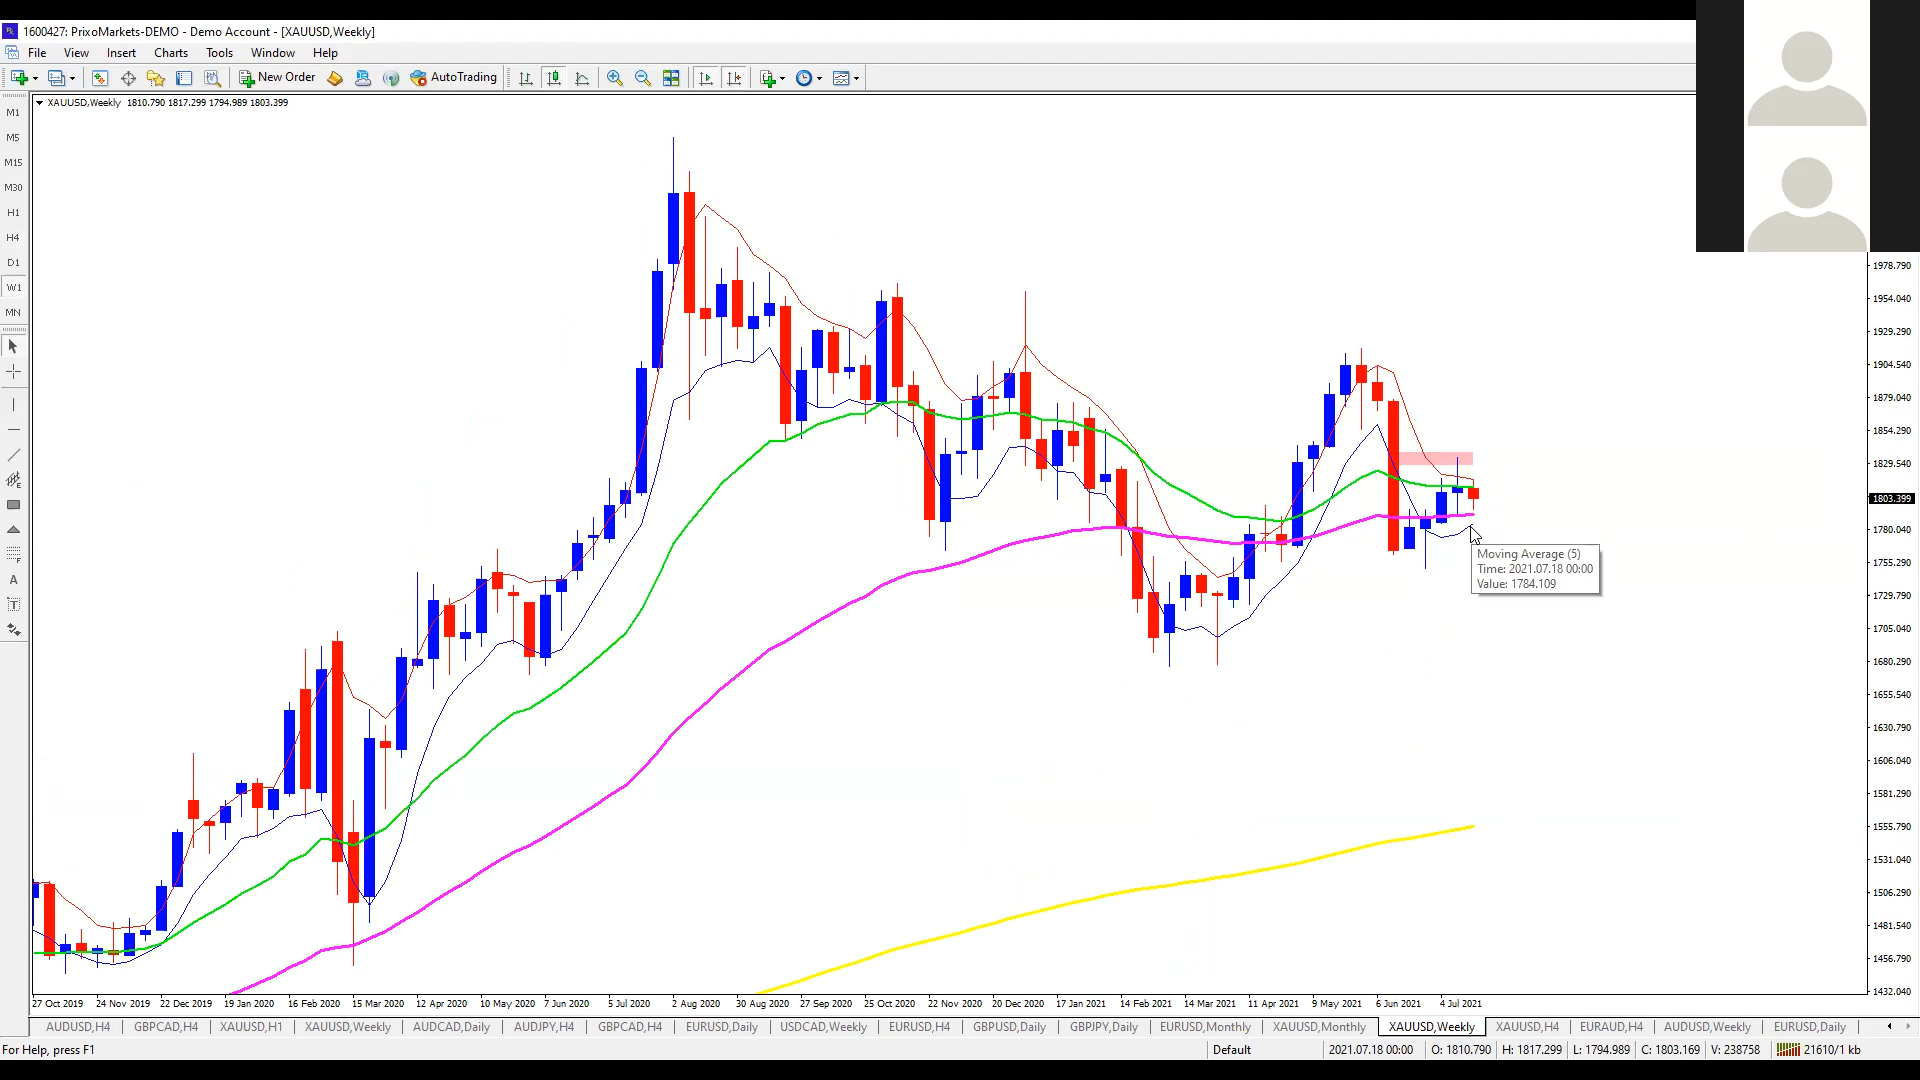 1600427: PrixoMarkets-DEMO - Demo Account - [XAUUSD,Weekly]
File View Insert Charts Tools Window Help
New Order AutoTrading
XAUUSD,Weekly 1810.790 1817.299 1794.989 1803.399
M1
M5
M15
M30
H1
H4
D1
W1
MN
A
T
1978.790
1954.040
1929.290
1904.540
1879.040
1854.290
1829.540
1803.399
1780.040
1755.290
1729.790
1705.040
1680.290
1655.540
1630.790
1606.040
1581.290
1555.790
1531.040
1506.290
1481.540
1456.790
1432.040
Moving Average (5)
Time: 2021.07.18 00:00
Value: 1784.109
27 Oct 2019 24 Nov 2019 22 Dec 2019 19 Jan 2020 16 Feb 2020 15 Mar 2020 12 Apr 2020 10 May 2020 7 Jun 2020 5 Jul 2020 2 Aug 2020 30 Aug 2020 27 Sep 2020 25 Oct 2020 22 Nov 2020 20 Dec 2020 17 Jan 2021 14 Feb 2021 14 Mar 2021 11 Apr 2021 9 May 2021 6 Jun 2021 4 Jul 2021
AUDUSD,H4 GBPCAD,H4 XAUUSD,H1 XAUUSD,Weekly AUDCAD,Daily AUDJPY,H4 GBPCAD,H4 EURUSD,Daily USDCAD,Weekly EURUSD,H4 GBPUSD,Daily GBPJPY,Daily EURUSD,Monthly XAUUSD,Monthly XAUUSD,Weekly XAUUSD,H4 EURAUD,H4 AUDUSD,Weekly EURUSD,Daily
For Help, press F1 Default 2021.07.18 00:00 O: 1810.790 H: 1817.299 L: 1794.989 C: 1803.169 V: 238758 21610/1 kb